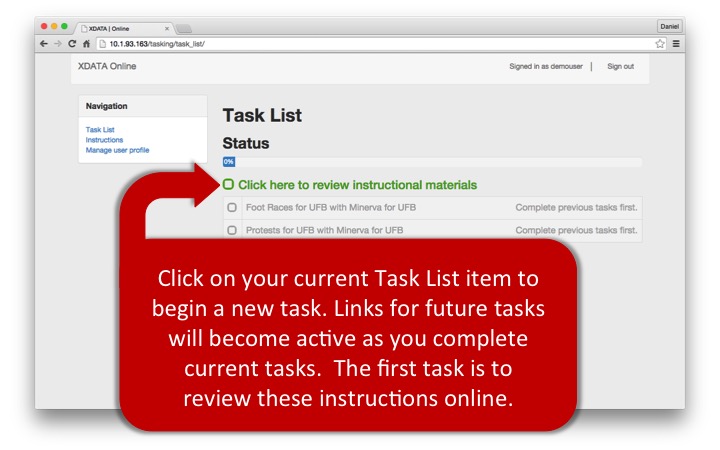 XDATA | Online
Daniel
10.1.93.163/tasking/task_list/
XDATA Online
Signed in as demouser | Sign out
Navigation
Task List
Instructions
Manage user profile
Task List
Status
0%
Click here to review instructional materials
Foot Races for UFB with Minerva for UFB Complete previous tasks first.
Protests for UFB with Minerva for UFB Complete previous tasks first.
Click on your current Task List item to
begin a new task. Links for future tasks
will become active as you complete
current tasks.  The first task is to
review these instructions online.